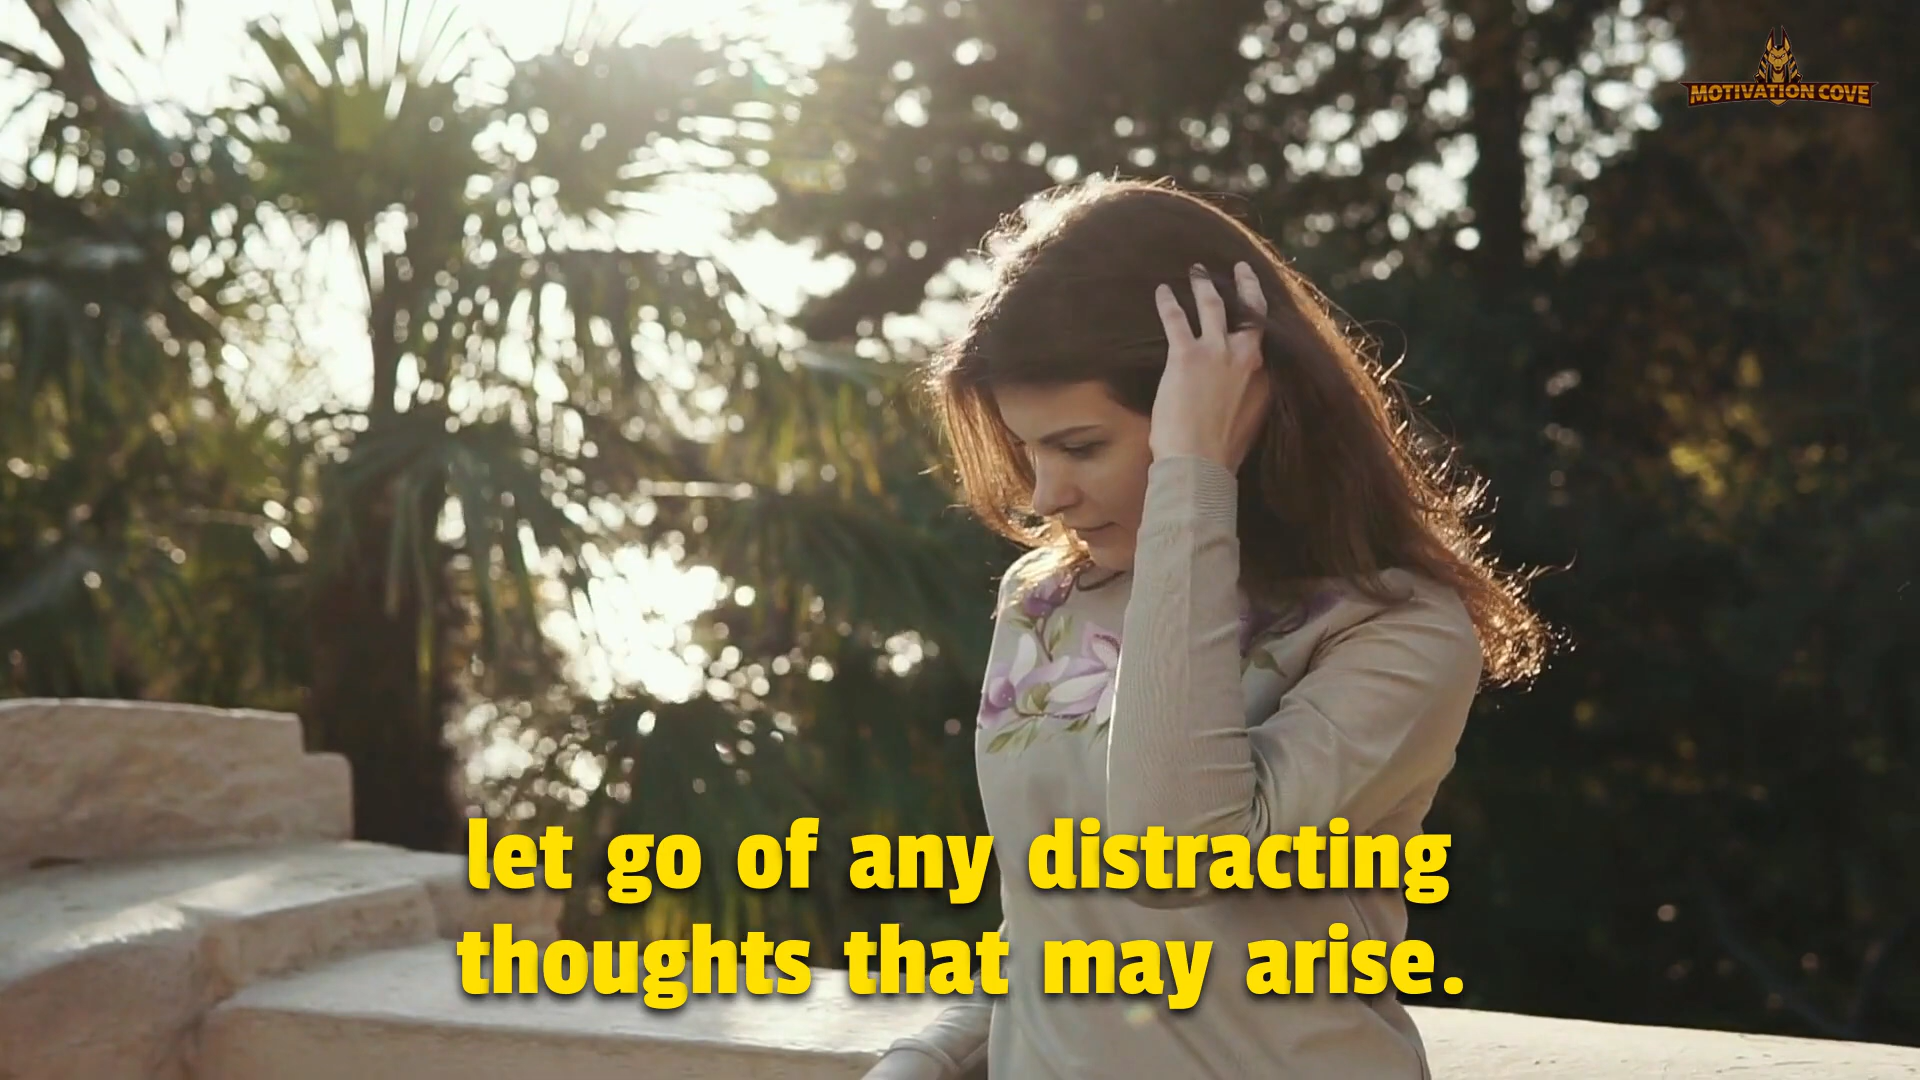 MOTIVATION COVE
let go of any distracting
thoughts that may arise.